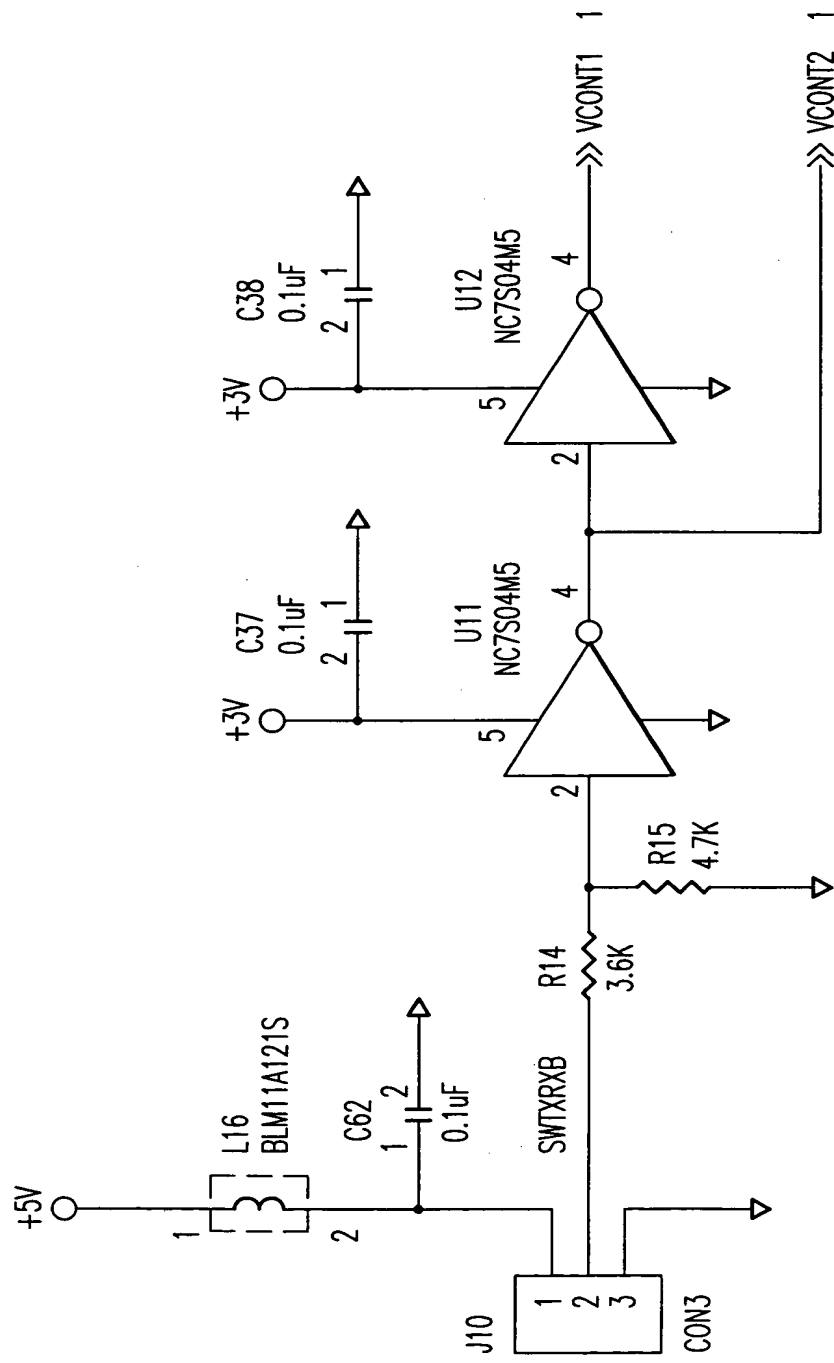 +5V
1
L16
BLM11A121S
2
C62
1 2
0.1uF
J10
1
2
3
CON3
SWTXRXB
R14
3.6K
R15
4.7K
+3V
C37
0.1uF
2 1
5
U11
NC7S04M5
2
4
+3V
C38
0.1uF
2 1
5
U12
NC7S04M5
2
4
VCONT1 1
VCONT2 1